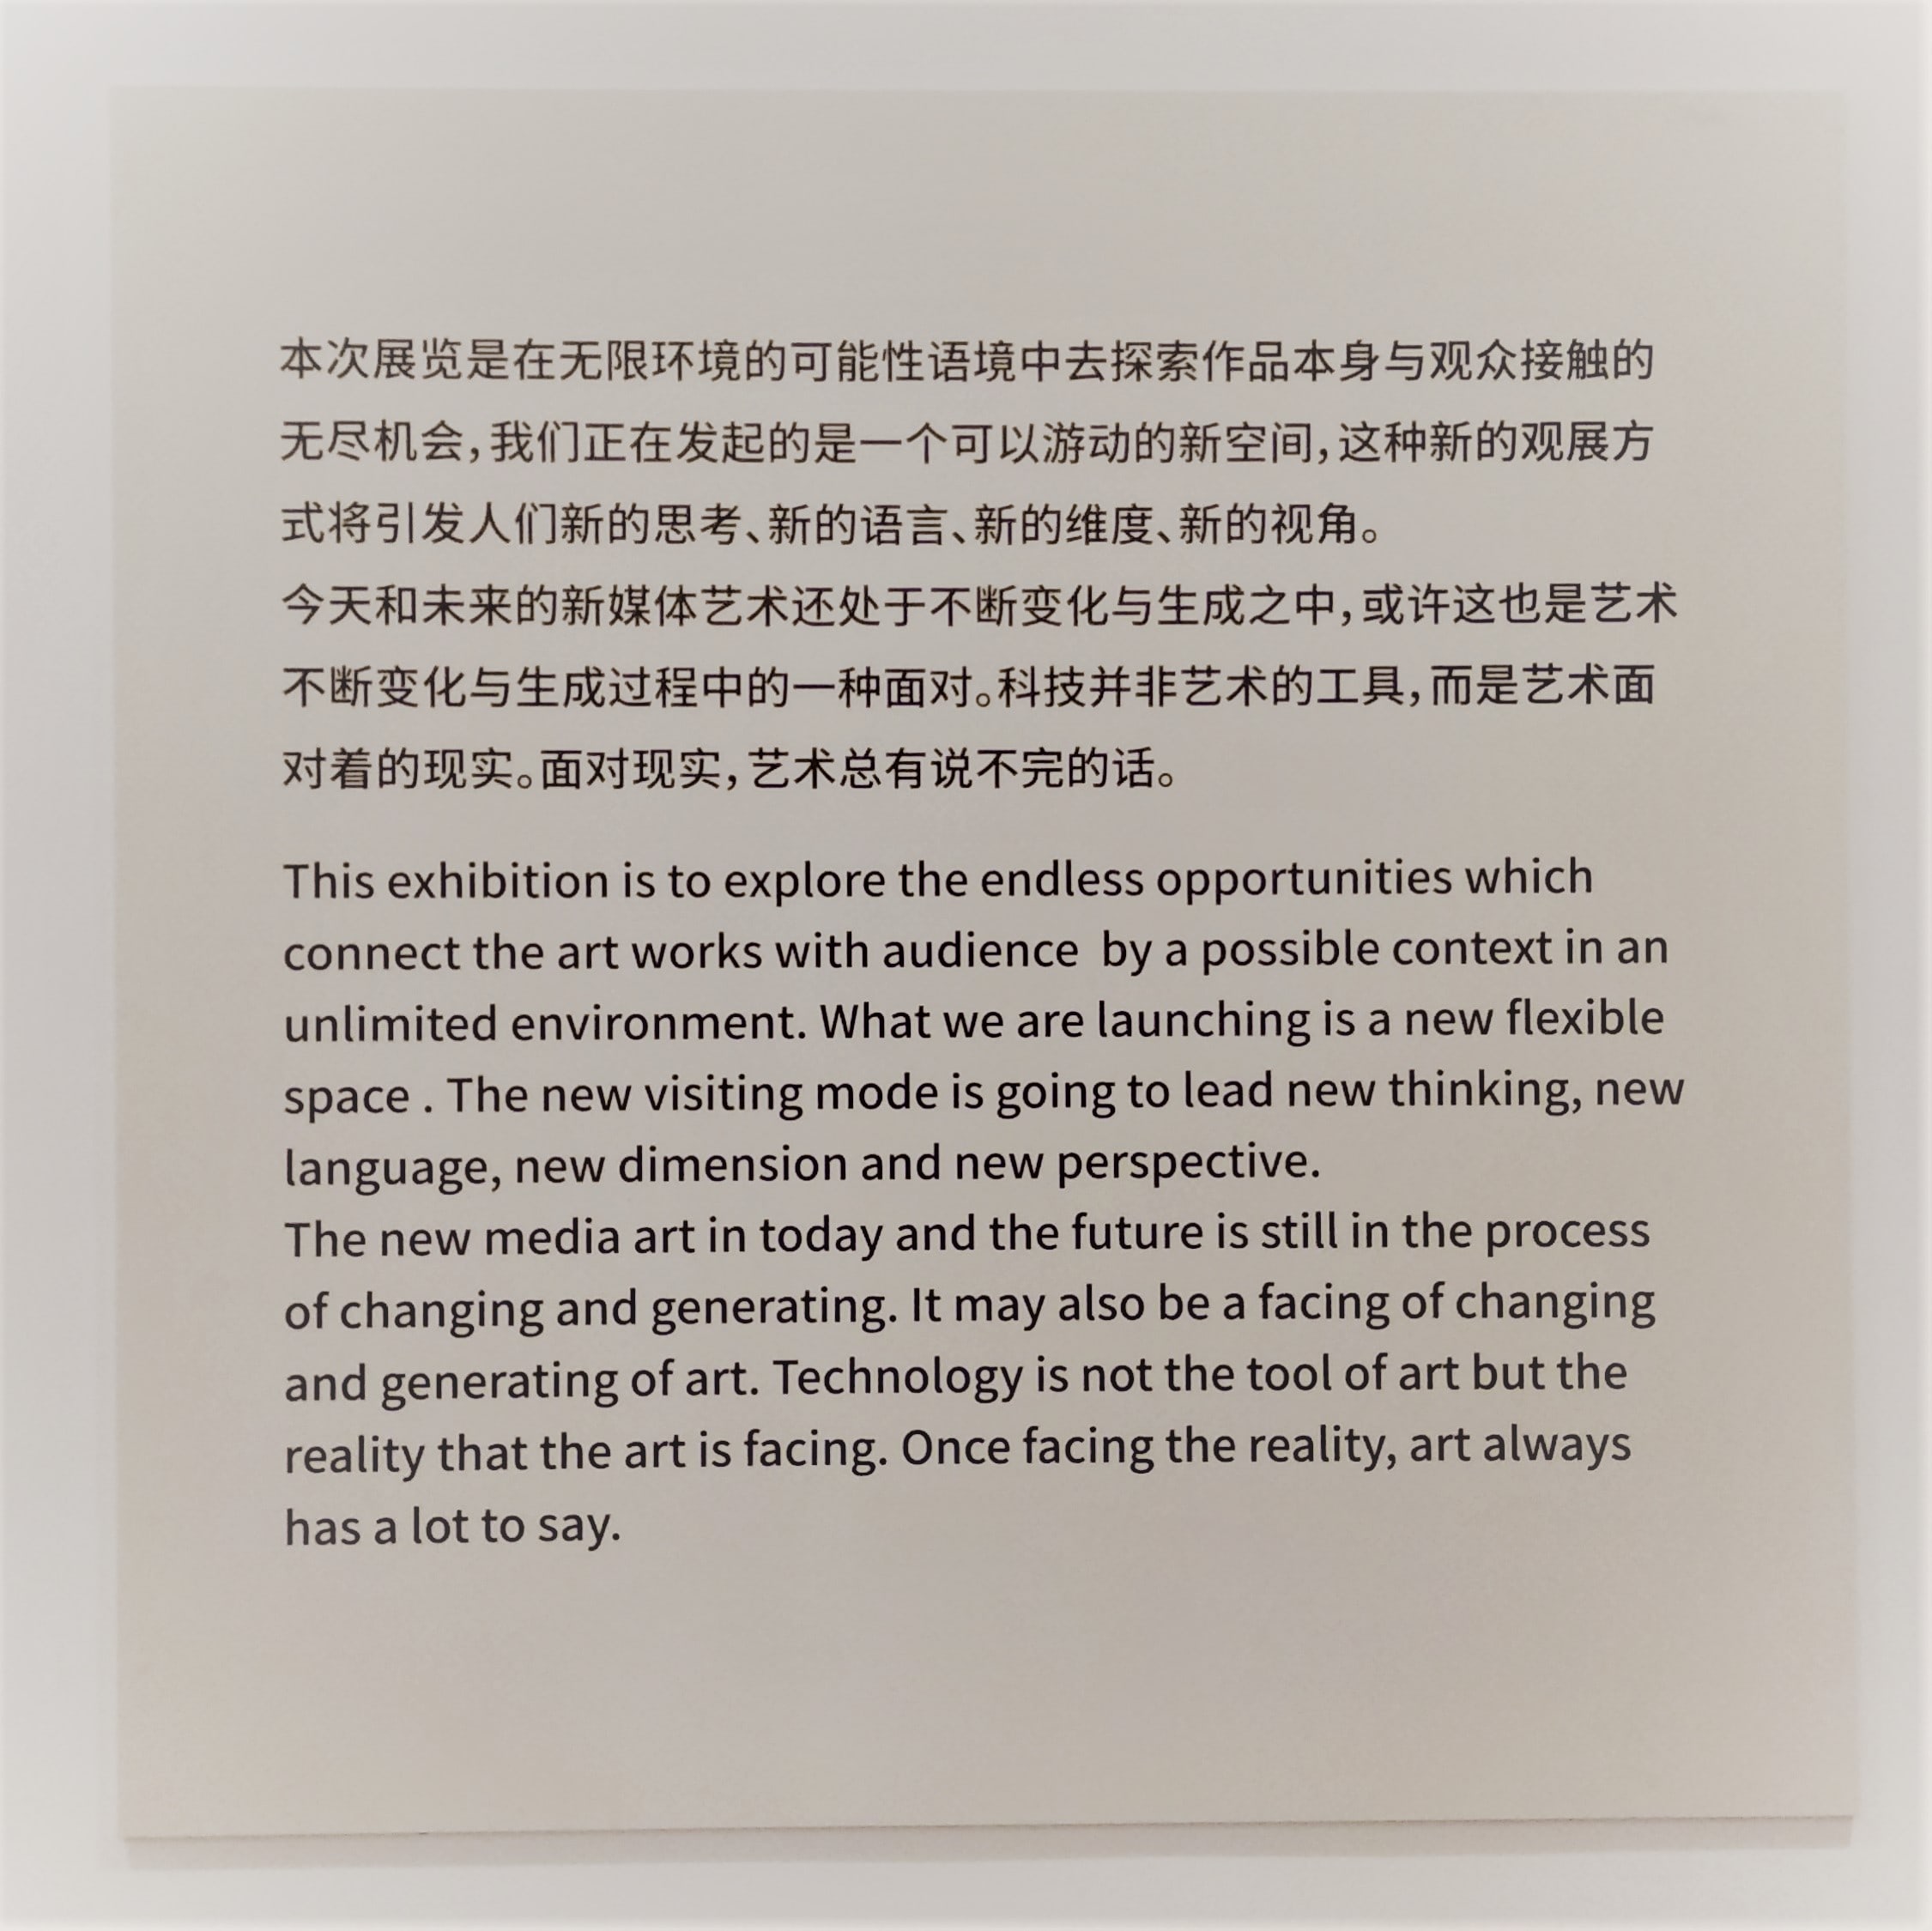 本次展览是在无限环境的可能性语境中去探索作品本身与观众接触的
无尽机会，我们正在发起的是一个可以游动的新空间，这种新的观展方
式将引发人们新的思考、新的语言、新的维度、新的视角。
今天和未来的新媒体艺术还处于不断变化与生成之中，或许这也是艺术
不断变化与生成过程中的一种面对。科技并非艺术的工具，而是艺术面
对着的现实。面对现实，艺术总有说不完的话。
This exhibition is to explore the endless opportunities which
connect the art works with audience  by a possible context in an
unlimited environment. What we are launching is a new flexible
space . The new visiting mode is going to lead new thinking, new
language, new dimension and new perspective.
The new media art in today and the future is still in the process
of changing and generating. It may also be a facing of changing
and generating of art. Technology is not the tool of art but the
reality that the art is facing. Once facing the reality, art always
has a lot to say.